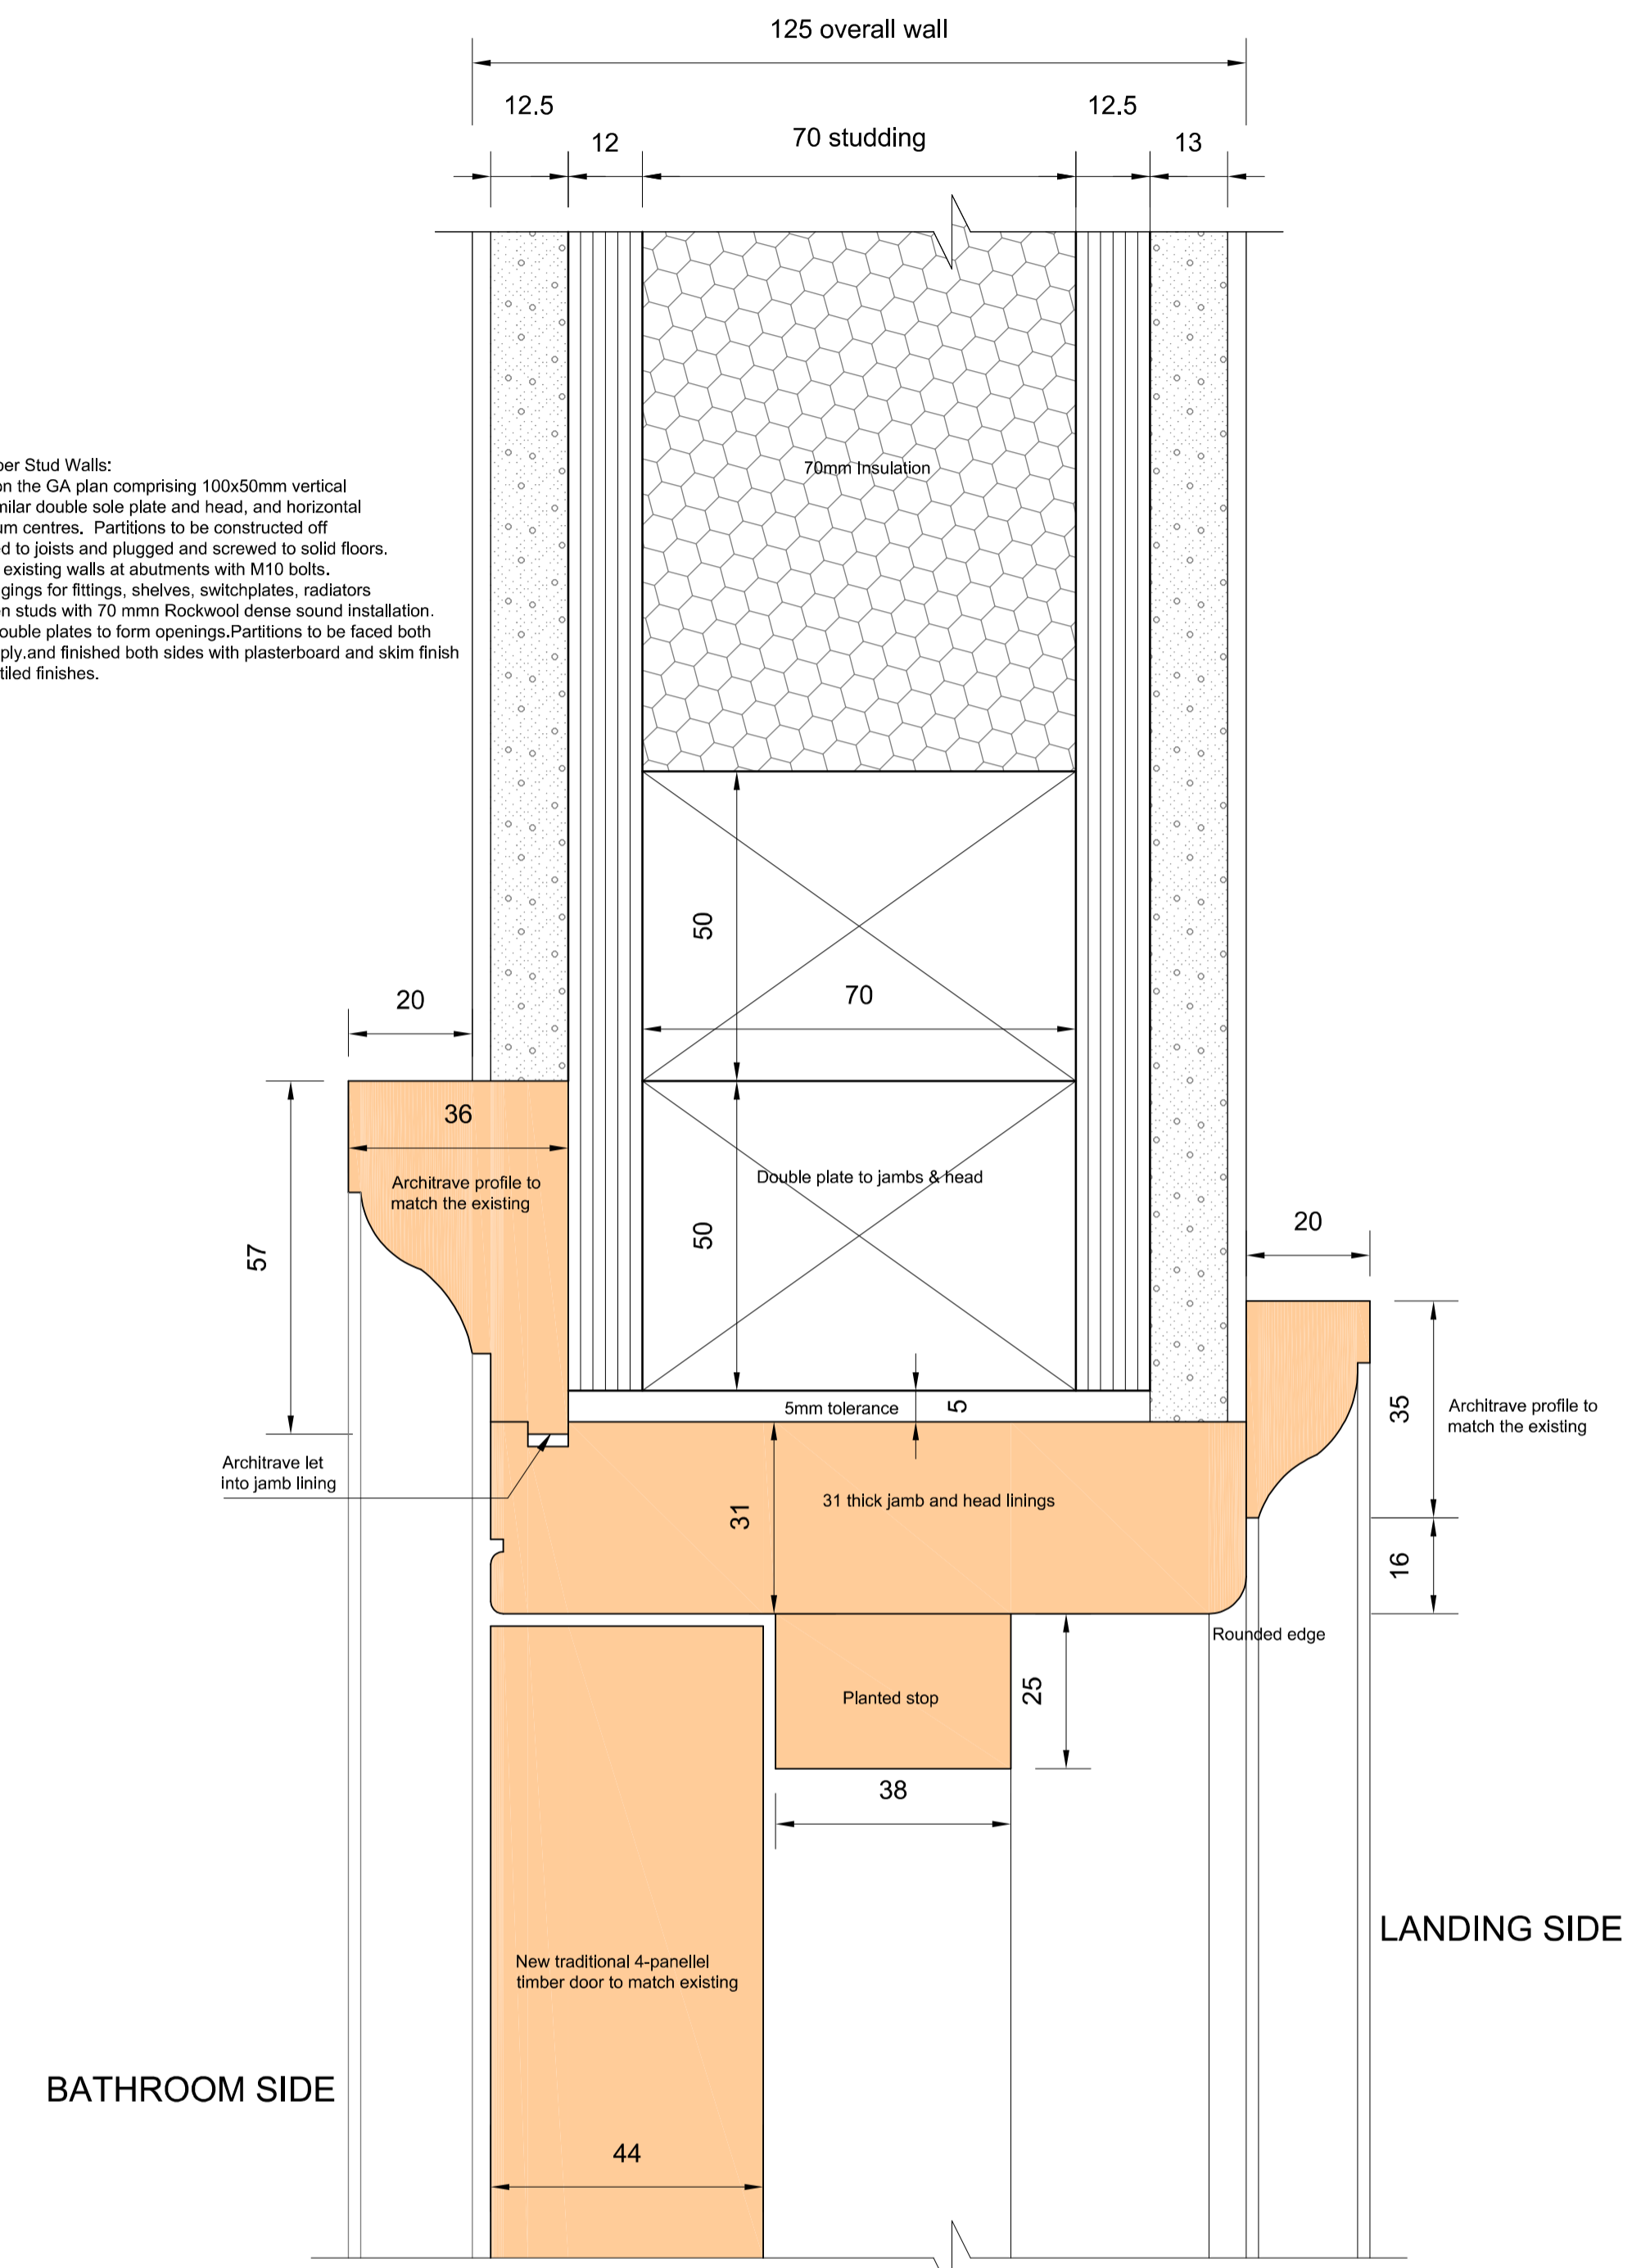 125 overall wall
12.5
12.5
12
70 studding
13
per Stud Walls:
on the GA plan comprising 100x50mm vertical
milar double sole plate and head, and horizontal
um centres. Partitions to be constructed off
ed to joists and plugged and screwed to solid floors.
existing walls at abutments with M10 bolts.
gings for fittings, shelves, switchplates, radiators
en studs with 70 mmn Rockwool dense sound installation.
ouble plates to form openings.Partitions to be faced both
ply.and finished both sides with plasterboard and skim finish
tiled finishes.
70mm Insulation
50
70
20
36
Architrave profile to
match the existing
57
Double plate to jambs & head
50
20
5mm tolerance
5
35
Architrave profile to
match the existing
Architrave let
into jamb lining
31
31 thick jamb and head linings
16
Rounded edge
Planted stop
25
38
LANDING SIDE
New traditional 4-panellel
timber door to match existing
BATHROOM SIDE
44